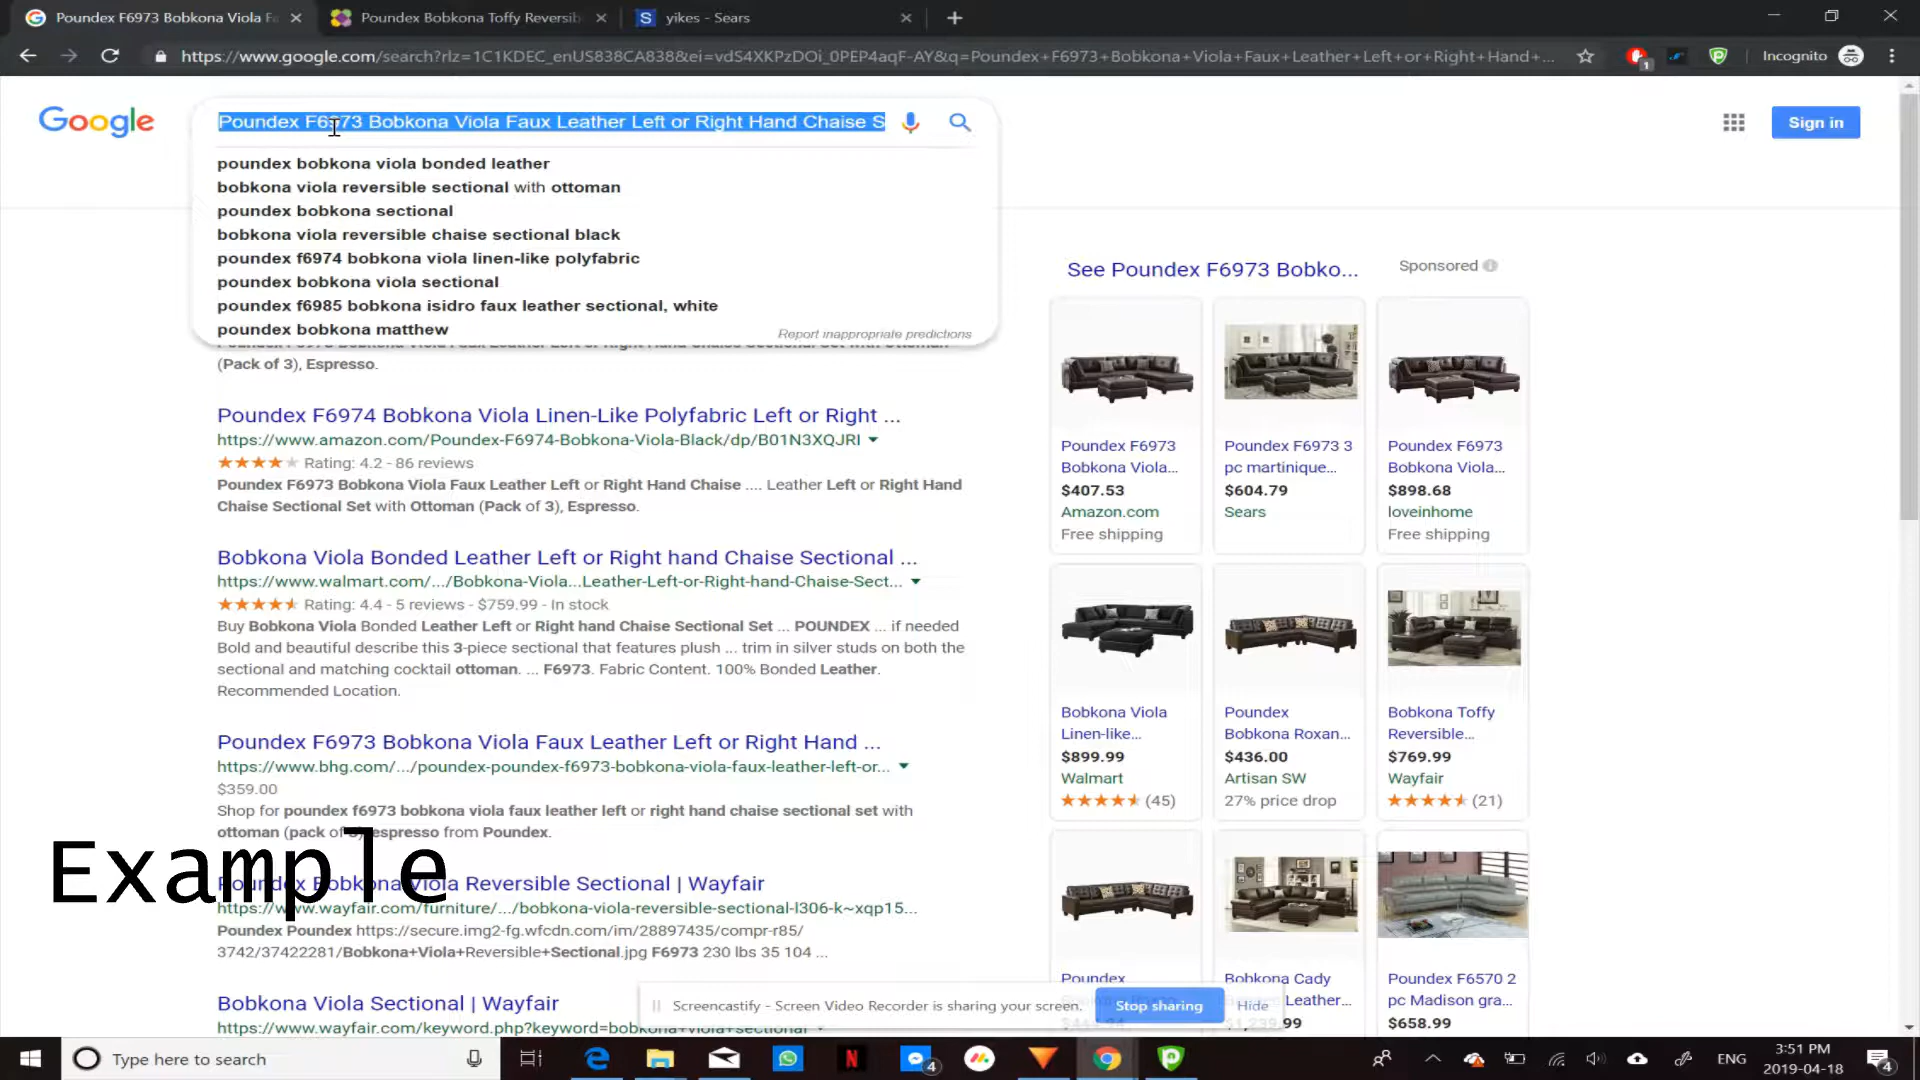 Poundex F6973 Bobkona Viola Fa
Poundex Bobkona Toffy Reversib
S yikes - Sears
https://www.google.com/search?rlz=1C1KDEC_enUS838CA838&ei=vdS4XKPzDOi_0PEP4aqF-AY&q=Poundex+F6973+Bobkona+Viola+Faux+Leather+Left+or+Right+Hand+...
1
Incognito
Google
Poundex F6973 Bobkona Viola Faux Leather Left or Right Hand Chaise S
Sign in
poundex bobkona viola bonded leather
bobkona viola reversible sectional with ottoman
poundex bobkona sectional
bobkona viola reversible chaise sectional black
poundex f6974 bobkona viola linen-like polyfabric
poundex bobkona viola sectional
poundex f6985 bobkona isidro faux leather sectional, white
poundex bobkona matthew
Report inappropriate predictions
(Pack of 3), Espresso.
Poundex F6974 Bobkona Viola Linen-Like Polyfabric Left or Right ...
https://www.amazon.com/Poundex-F6974-Bobkona-Viola-Black/dp/B01N3XQJRI
Rating: 4.2 - 86 reviews
Poundex F6973 Bobkona Viola Faux Leather Left or Right Hand Chaise .... Leather Left or Right Hand
Chaise Sectional Set with Ottoman (Pack of 3), Espresso.
Bobkona Viola Bonded Leather Left or Right hand Chaise Sectional ...
https://www.walmart.com/.../Bobkona-Viola...Leather-Left-or-Right-hand-Chaise-Sect...
Rating: 4.4 - 5 reviews - $759.99 - In stock
Buy Bobkona Viola Bonded Leather Left or Right hand Chaise Sectional Set ... POUNDEX ... if needed
Bold and beautiful describe this 3-piece sectional that features plush ... trim in silver studs on both the
sectional and matching cocktail ottoman. ... F6973. Fabric Content. 100% Bonded Leather.
Recommended Location.
Poundex F6973 Bobkona Viola Faux Leather Left or Right Hand ...
https://www.bhg.com/.../poundex-poundex-f6973-bobkona-viola-faux-leather-left-or...
$359.00
Shop for poundex f6973 bobkona viola faux leather left or right hand chaise sectional set with
ottoman (pack of 3) espresso from Poundex.
Example
Poundex Bobkona Viola Reversible Sectional | Wayfair
https://www.wayfair.com/furniture/.../bobkona-viola-reversible-sectional-l306-k~xqp15...
Poundex Poundex https://secure.img2-fg.wfcdn.com/im/28897435/compr-r85/
3742/37422281/Bobkona+Viola+Reversible+Sectional.jpg F6973 230 lbs 35 104 ...
Bobkona Viola Sectional | Wayfair
https://www.wayfair.com/keyword.php?keyword=bobkona+viola+sectional
See Poundex F6973 Bobko...
Sponsored
Poundex F6973
Bobkona Viola...
$407.53
Amazon.com
Free shipping
Poundex F6973 3
pc martinique...
$604.79
Sears
Poundex F6973
Bobkona Viola...
$898.68
loveinhome
Free shipping
Bobkona Viola
Linen-like...
$899.99
Walmart
(45)
Poundex
Bobkona Roxan...
$436.00
Artisan SW
27% price drop
Bobkona Toffy
Reversible...
$769.99
Wayfair
(21)
Poundex
Bobkona Cady
Leather...
Poundex F6570 2
pc Madison gra...
$658.99
Screencastify - Screen Video Recorder is sharing your screen.
Stop sharing
Hide
Type here to search
N
4
ENG
3:51 PM
2019-04-18
4